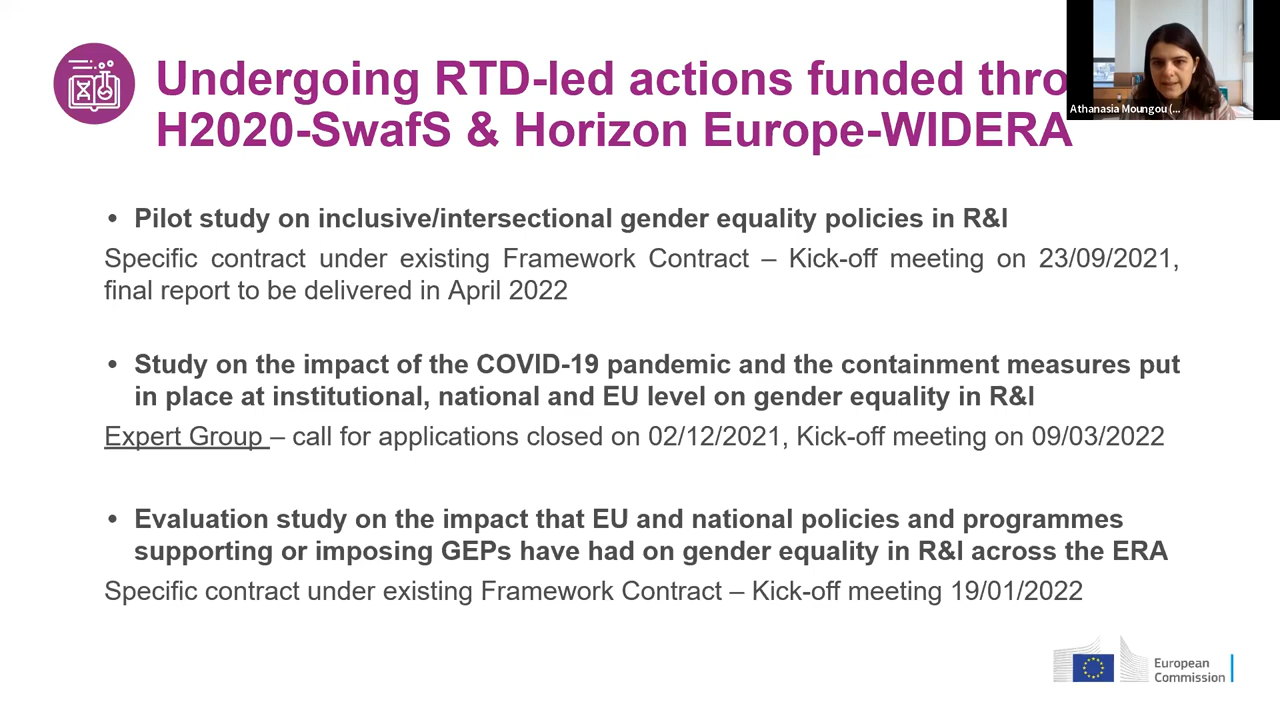 Undergoing RTD-led actions funded thro
H2020-SwafS & Horizon Europe-WIDERA
Athanasia Moungou (...
• Pilot study on inclusive/intersectional gender equality policies in R&I
Specific contract under existing Framework Contract – Kick-off meeting on 23/09/2021,
final report to be delivered in April 2022
• Study on the impact of the COVID-19 pandemic and the containment measures put
in place at institutional, national and EU level on gender equality in R&I
Expert Group – call for applications closed on 02/12/2021, Kick-off meeting on 09/03/2022
• Evaluation study on the impact that EU and national policies and programmes
supporting or imposing GEPs have had on gender equality in R&I across the ERA
Specific contract under existing Framework Contract – Kick-off meeting 19/01/2022
European
Commission